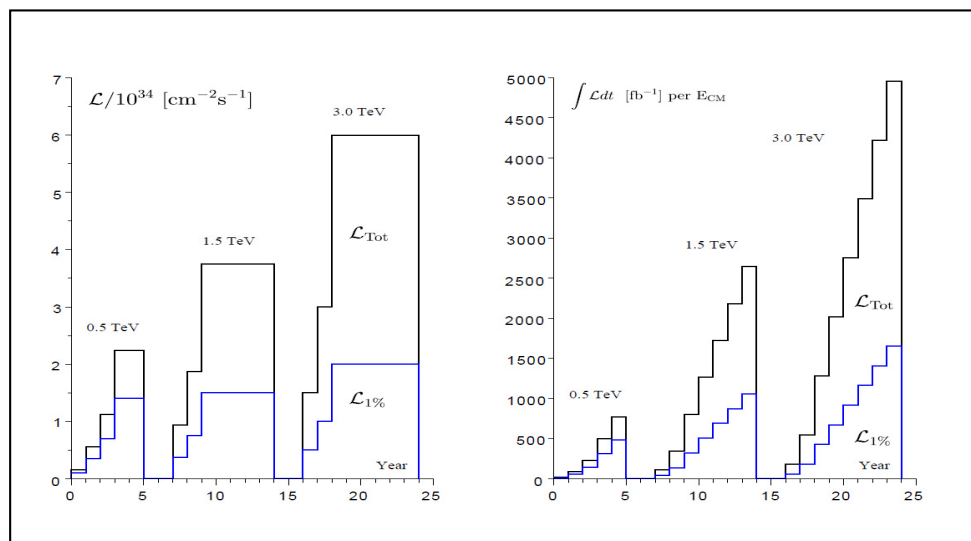 ℒ/10³⁴ [cm⁻²s⁻¹]
7
6
5
4
3
2
1
0
0.5 TeV
1.5 TeV
3.0 TeV
ℒTot
ℒ1%
Year
0 5 10 15 20 25
∫ ℒdt [fb⁻¹] per ECM
5000
4500
4000
3500
3000
2500
2000
1500
1000
500
0
0.5 TeV
1.5 TeV
3.0 TeV
ℒTot
ℒ1%
Year
0 5 10 15 20 25